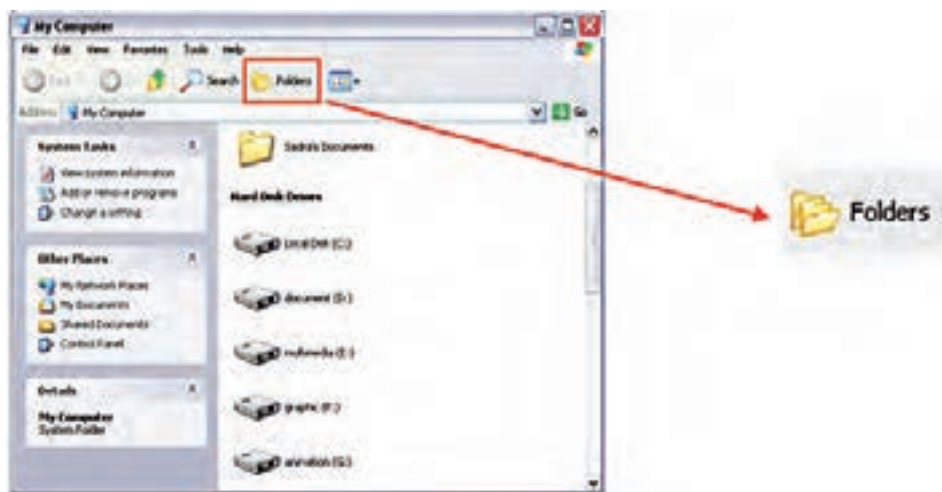 My Computer
File Edit View Favorites Tools Help
Search Folders
Address My Computer Go
System Tasks
View system information
Add or remove programs
Change a setting
Other Places
My Network Places
My Documents
Shared Documents
Control Panel
Details
My Computer
System Folder
Sadra's Documents
Hard Disk Drives
Local Disk (C:)
document (D:)
multimedia (E:)
graphic (F:)
animation (G:)
Folders